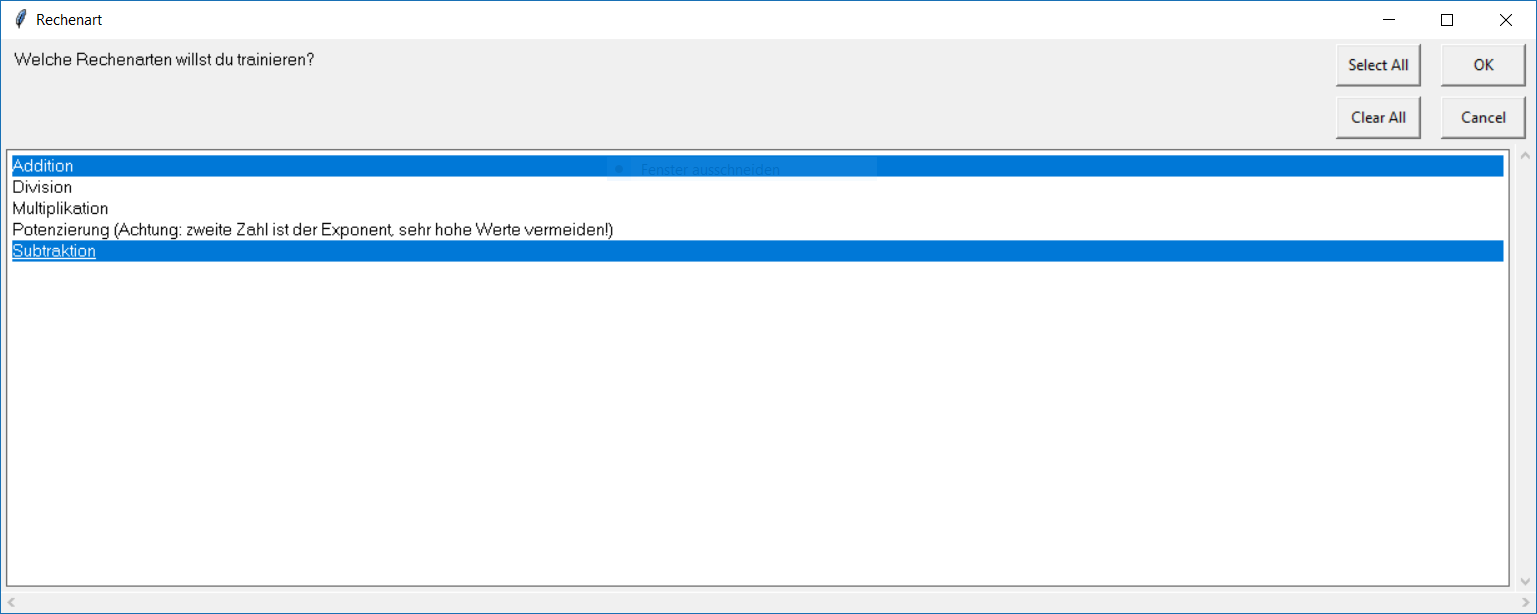 Rechenart
Welche Rechenarten willst du trainieren?
Select All
OK
Clear All
Cancel
Addition
Fenster ausschneiden
Division
Multiplikation
Potenzierung (Achtung: zweite Zahl ist der Exponent, sehr hohe Werte vermeiden!)
Subtraktion